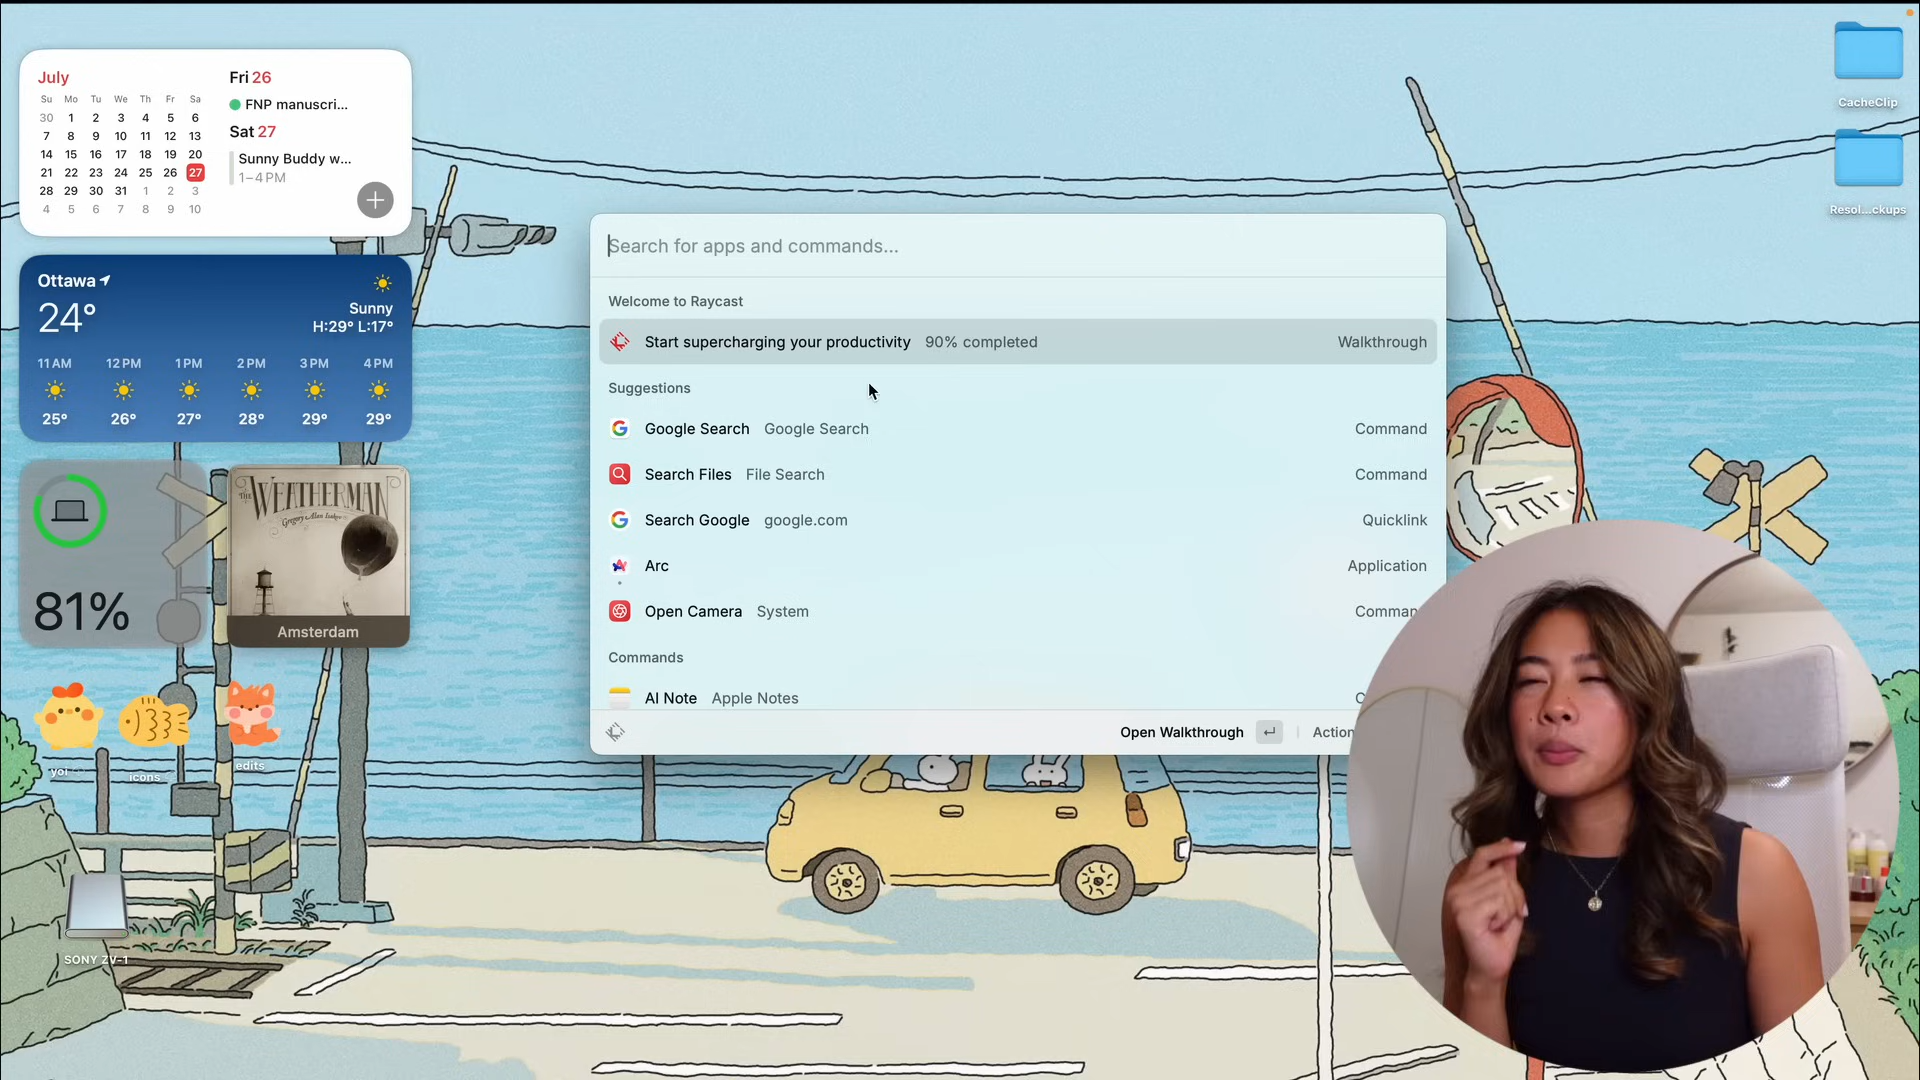 July
Su Mo Tu We Th Fr Sa
30 1 2 3 4 5 6
7 8 9 10 11 12 13
14 15 16 17 18 19 20
21 22 23 24 25 26 27
28 29 30 31 1 2 3
4 5 6 7 8 9 10
Fri 26
FNP manuscri...
Sat 27
Sunny Buddy w...
1–4 PM
Ottawa
24°
Sunny
H:29° L:17°
11 AM 12 PM 1 PM 2 PM 3 PM 4 PM
25° 26° 27° 28° 29° 29°
81%
THE WEATHERMAN
Gregory Alan Isakov
Amsterdam
yol
icons
edits
SONY ZV-1
Search for apps and commands...
Welcome to Raycast
Start supercharging your productivity 90% completed Walkthrough
Suggestions
Google Search Google Search Command
Search Files File Search Command
Search Google google.com Quicklink
Arc Application
Open Camera System Comman
Commands
AI Note Apple Notes C
Open Walkthrough Action
CacheClip
Resol...ckups